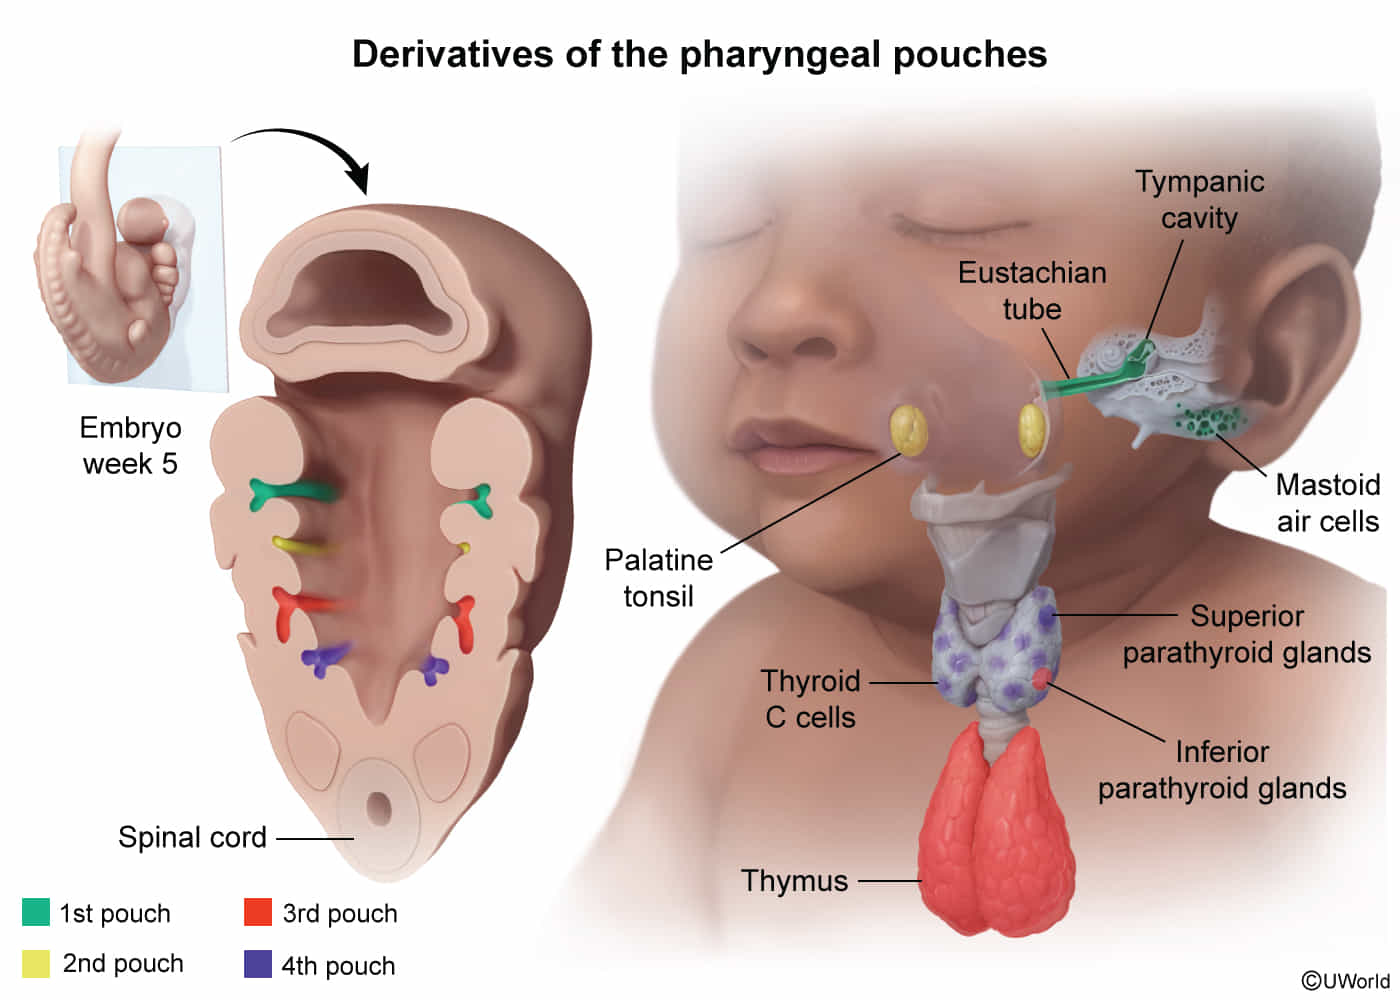 Derivatives of the pharyngeal pouches
Embryo
week 5
Spinal cord
1st pouch
2nd pouch
3rd pouch
4th pouch
Tympanic
cavity
Eustachian
tube
Mastoid
air cells
Palatine
tonsil
Superior
parathyroid glands
Thyroid
C cells
Inferior
parathyroid glands
Thymus
©UWorld